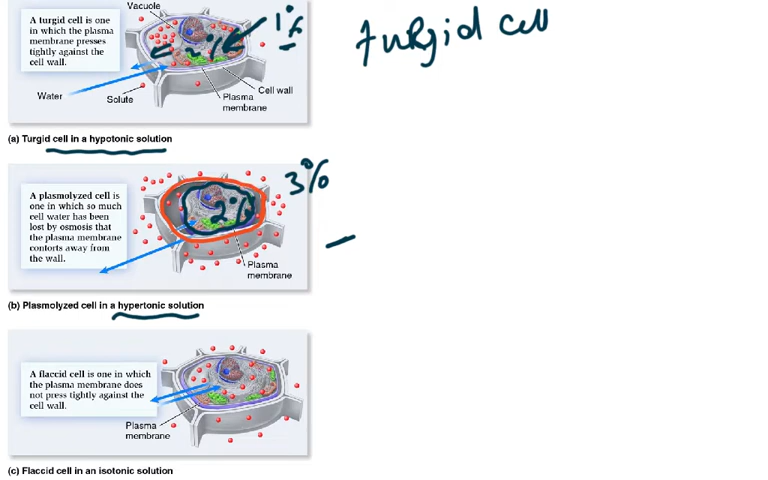 Vacuole
A turgid cell is
one in which the plasma
membrane presses
tightly against the
cell wall.
1%
2%
turgid cell
Water
Solute
Plasma
membrane
Cell wall
(a) Turgid cell in a hypotonic solution
A plasmolyzed cell is
one in which so much
cell water has been
lost by osmosis that
the plasma membrane
contorts away from
the wall.
3%
2%
Plasma
membrane
(b) Plasmolyzed cell in a hypertonic solution
A flaccid cell is one in which
the plasma membrane does
not press tightly against the
cell wall.
Plasma
membrane
(c) Flaccid cell in an isotonic solution